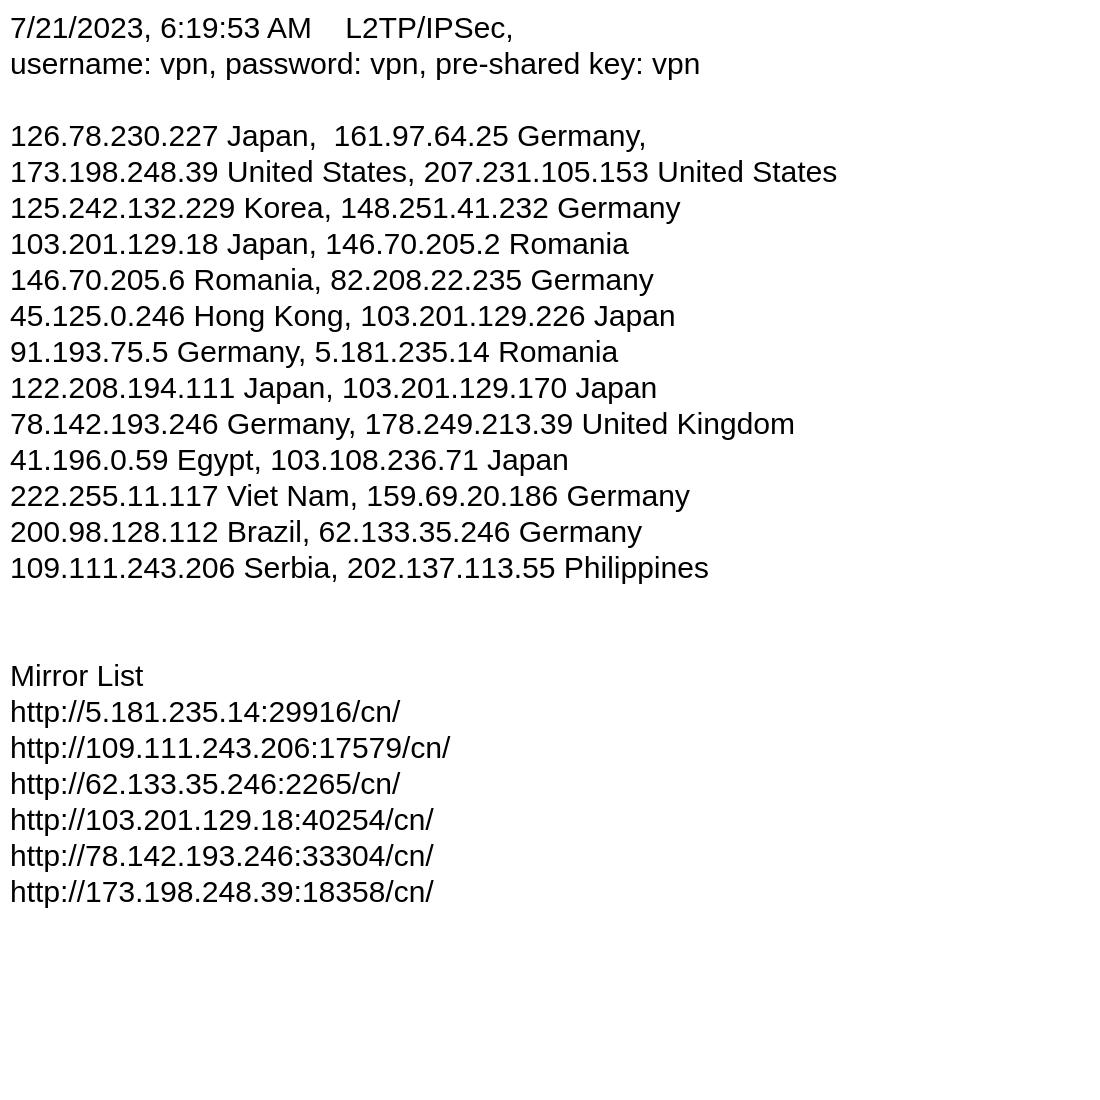 7/21/2023, 6:19:53 AM    L2TP/IPSec,
username: vpn, password: vpn, pre-shared key: vpn
126.78.230.227 Japan,  161.97.64.25 Germany,
173.198.248.39 United States, 207.231.105.153 United States
125.242.132.229 Korea, 148.251.41.232 Germany
103.201.129.18 Japan, 146.70.205.2 Romania
146.70.205.6 Romania, 82.208.22.235 Germany
45.125.0.246 Hong Kong, 103.201.129.226 Japan
91.193.75.5 Germany, 5.181.235.14 Romania
122.208.194.111 Japan, 103.201.129.170 Japan
78.142.193.246 Germany, 178.249.213.39 United Kingdom
41.196.0.59 Egypt, 103.108.236.71 Japan
222.255.11.117 Viet Nam, 159.69.20.186 Germany
200.98.128.112 Brazil, 62.133.35.246 Germany
109.111.243.206 Serbia, 202.137.113.55 Philippines
Mirror List
http://5.181.235.14:29916/cn/
http://109.111.243.206:17579/cn/
http://62.133.35.246:2265/cn/
http://103.201.129.18:40254/cn/
http://78.142.193.246:33304/cn/
http://173.198.248.39:18358/cn/